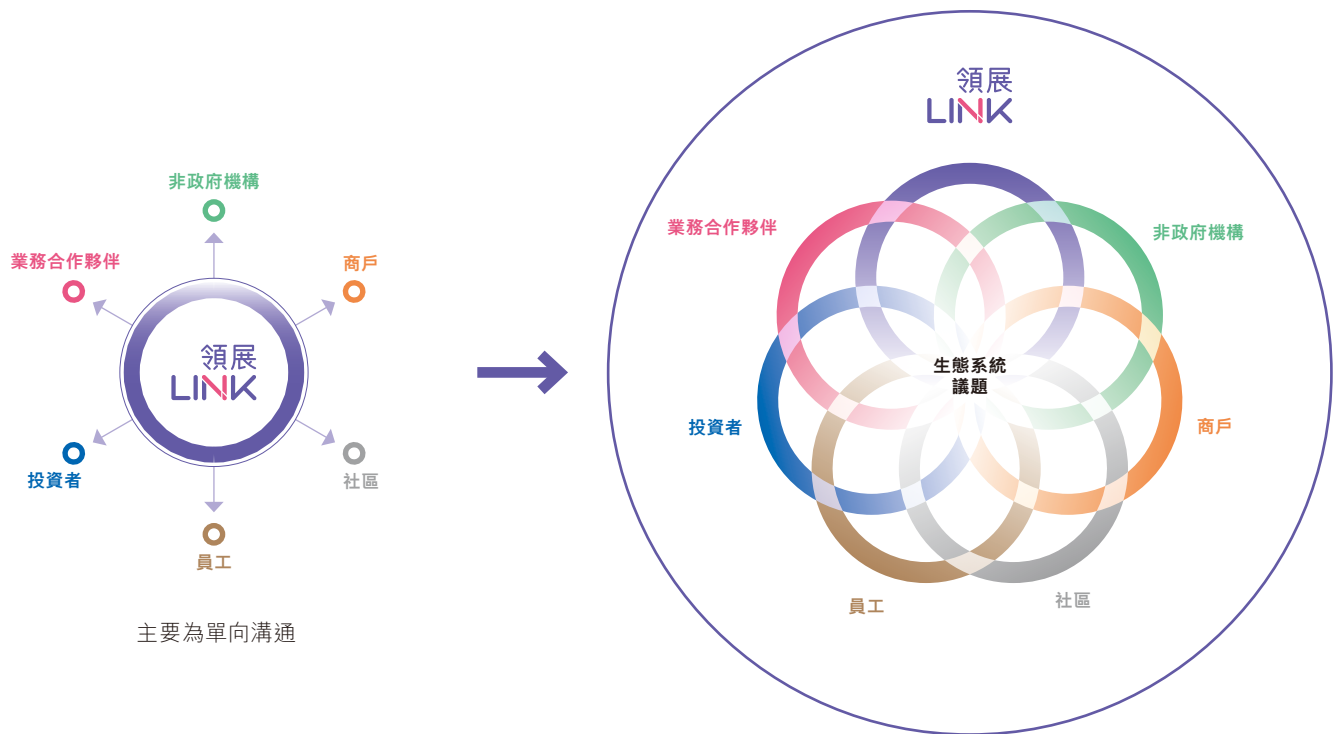 非政府機構
業務合作夥伴
商戶
領展
LINK
投資者
社區
員工
主要為單向溝通
領展
LINK
業務合作夥伴
非政府機構
生態系統
議題
投資者
商戶
員工
社區